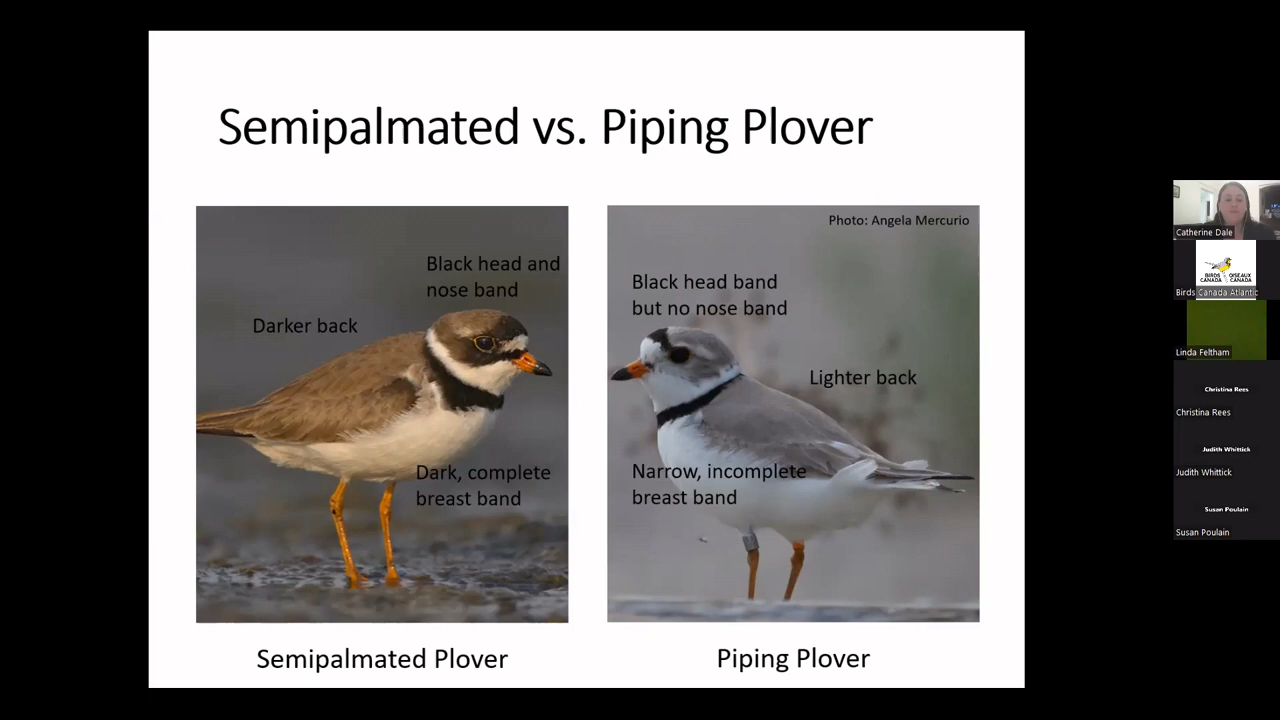 Semipalmated vs. Piping Plover
Black head and
nose band
Darker back
Dark, complete
breast band
Semipalmated Plover
Photo: Angela Mercurio
Black head band
but no nose band
Lighter back
Narrow, incomplete
breast band
Piping Plover
Catherine Dale
BIRDS OISEAUX
CANADA CANADA
Birds Canada Atlantic
Linda Feltham
Christina Rees
Christina Rees
Judith Whittick
Judith Whittick
Susan Poulain
Susan Poulain